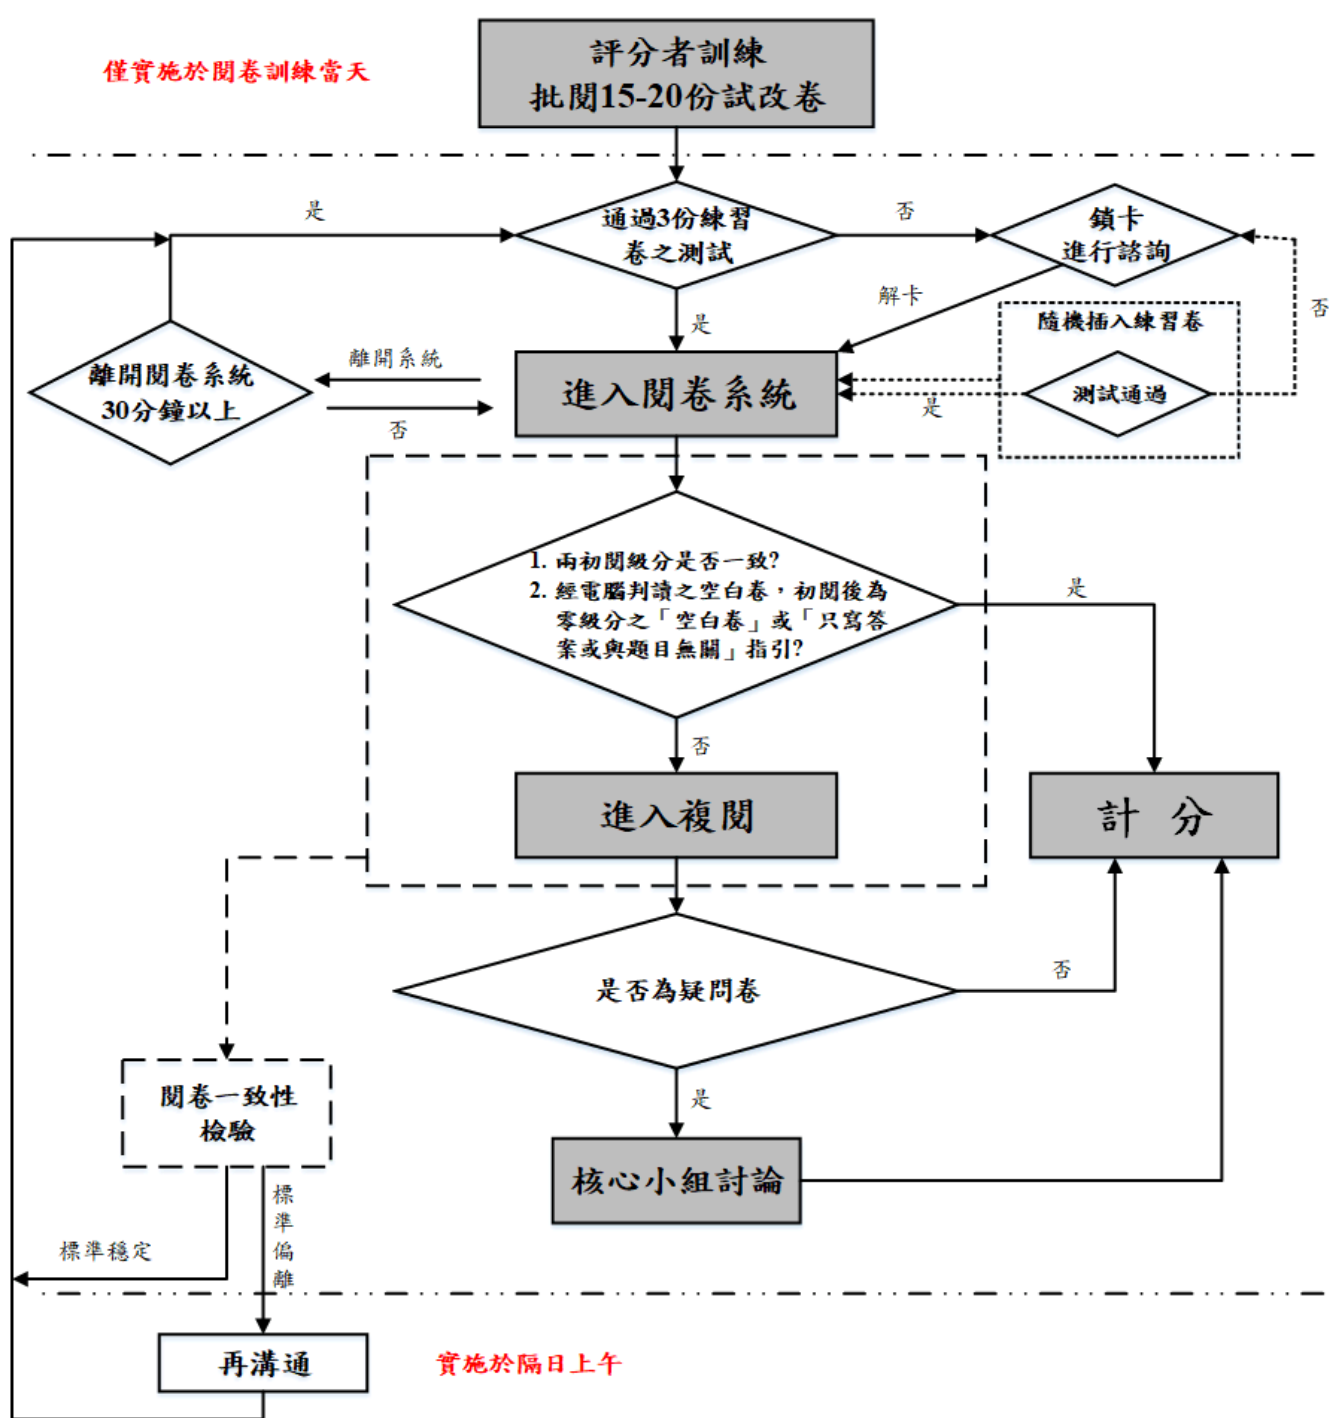 僅實施於閱卷訓練當天
評分者訓練
批閱15-20份試改卷
是
通過3份練習
卷之測試
否
鎖卡
進行諮詢
解卡
是
隨機插入練習卷
否
離開閱卷系統
30分鐘以上
離開系統
否
進入閱卷系統
是
測試通過
1. 兩初閱級分是否一致?
2. 經電腦判讀之空白卷，初閱後為
零級分之「空白卷」或「只寫答
案或與題目無關」指引?
是
否
進入複閱
計 分
是否為疑問卷
否
是
閱卷一致性
檢驗
核心小組討論
標準穩定
標準偏離
再溝通
實施於隔日上午